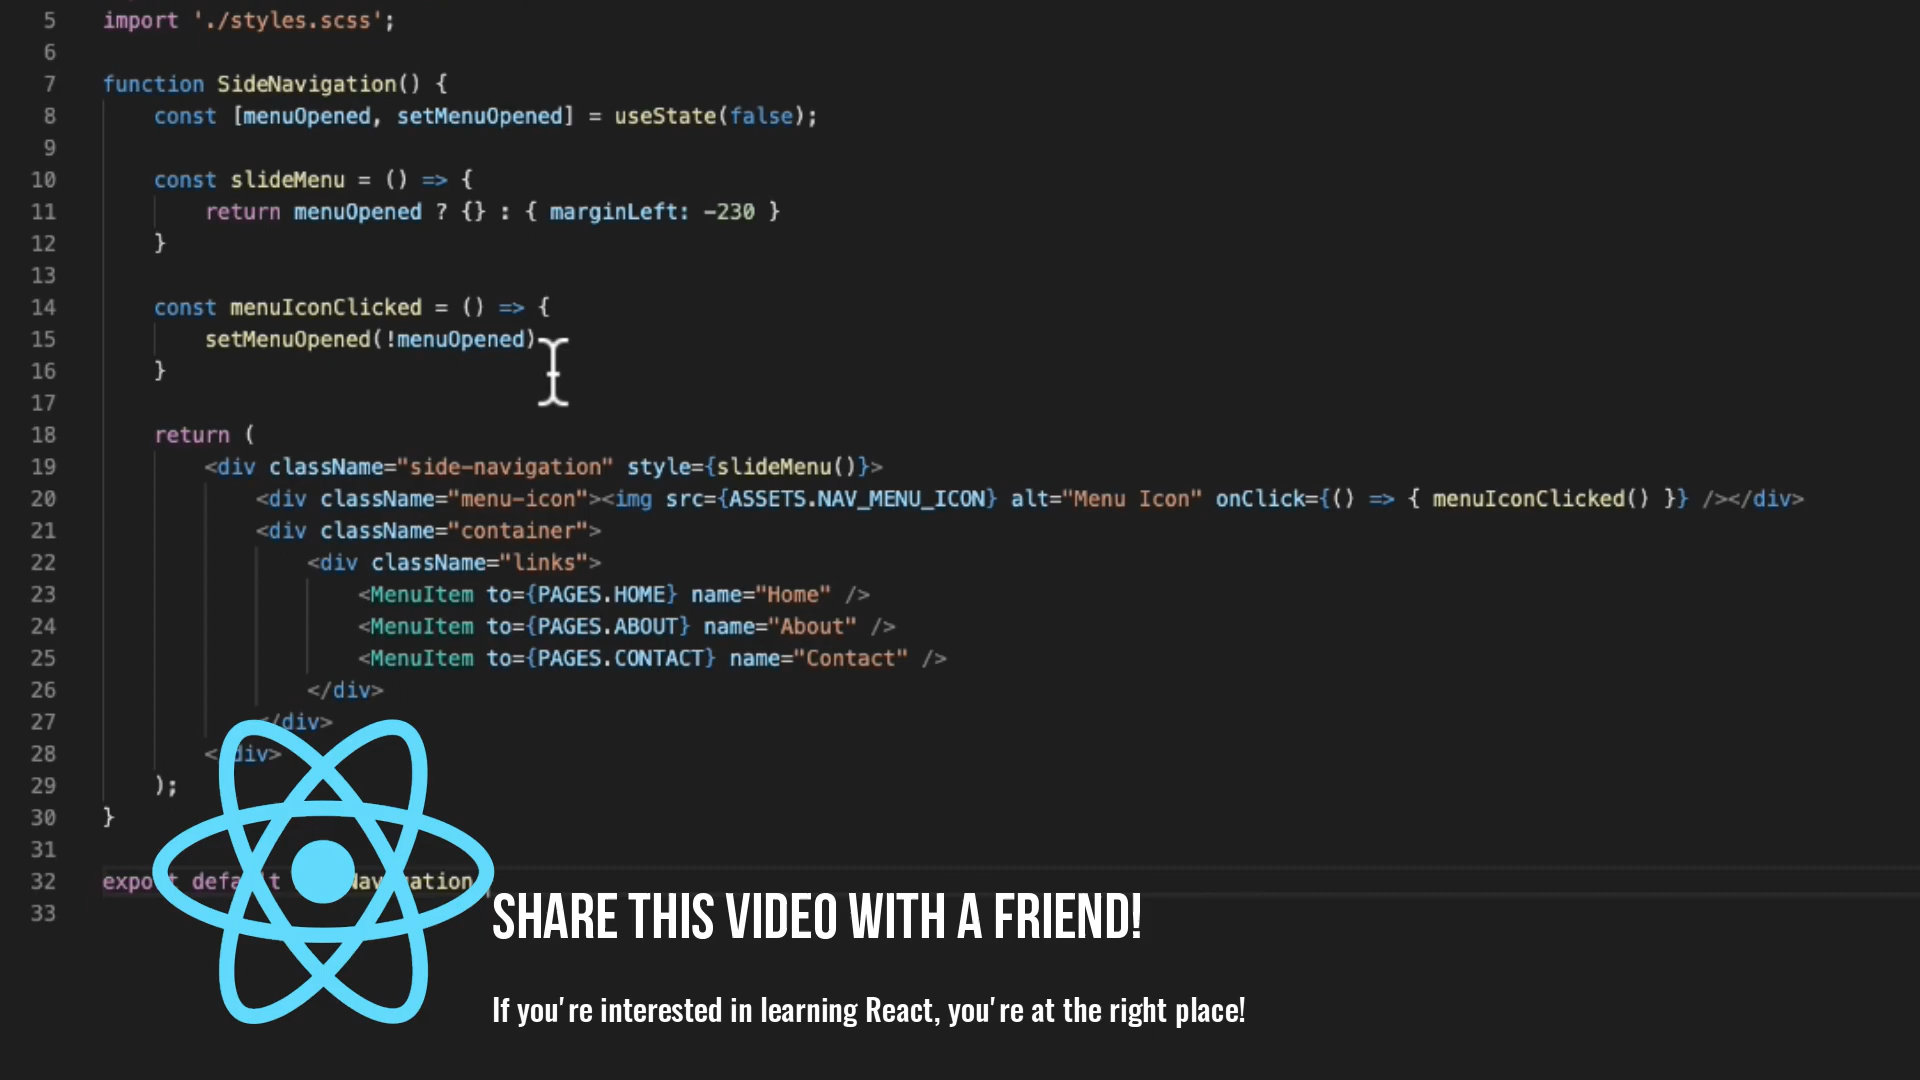 5 import './styles.scss';
6
7 function SideNavigation() {
8 const [menuOpened, setMenuOpened] = useState(false);
9
10 const slideMenu = () => {
11 return menuOpened ? {} : { marginLeft: -230 }
12 }
13
14 const menuIconClicked = () => {
15 setMenuOpened(!menuOpened)
16 }
17
18 return (
19 <div className="side-navigation" style={slideMenu()}>
20 <div className="menu-icon"><img src={ASSETS.NAV_MENU_ICON} alt="Menu Icon" onClick={() => { menuIconClicked() }} /></div>
21 <div className="container">
22 <div className="links">
23 <MenuItem to={PAGES.HOME} name="Home" />
24 <MenuItem to={PAGES.ABOUT} name="About" />
25 <MenuItem to={PAGES.CONTACT} name="Contact" />
26 </div>
27 </div>
28 </div>
29 );
30 }
31
32 export default
33
SHARE THIS VIDEO WITH A FRIEND!
If you're interested in learning React, you're at the right place!